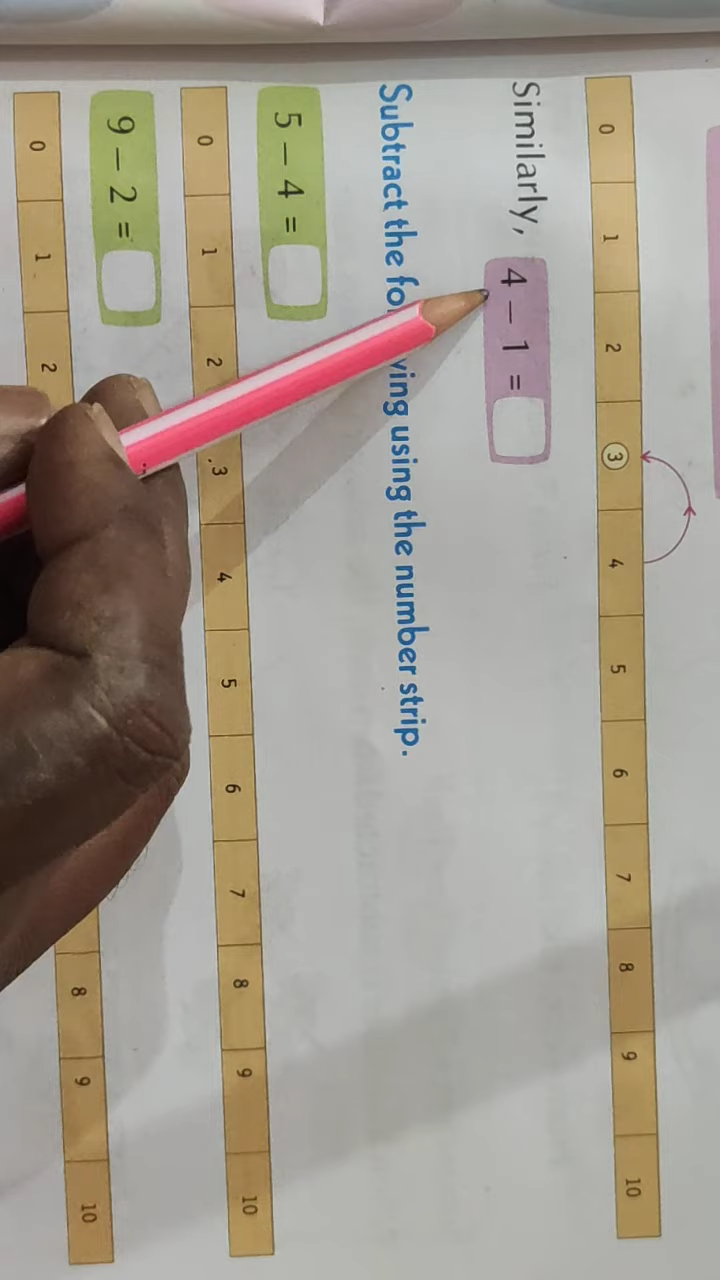 0 1 2 3 4 5 6 7 8 9 10
Similarly, 4 – 1 =
Subtract the using the number strip.
5 – 4 =
0 1 2 3 4 5 6 7 8 9 10
9 – 2 =
0 1 2 8 9 10